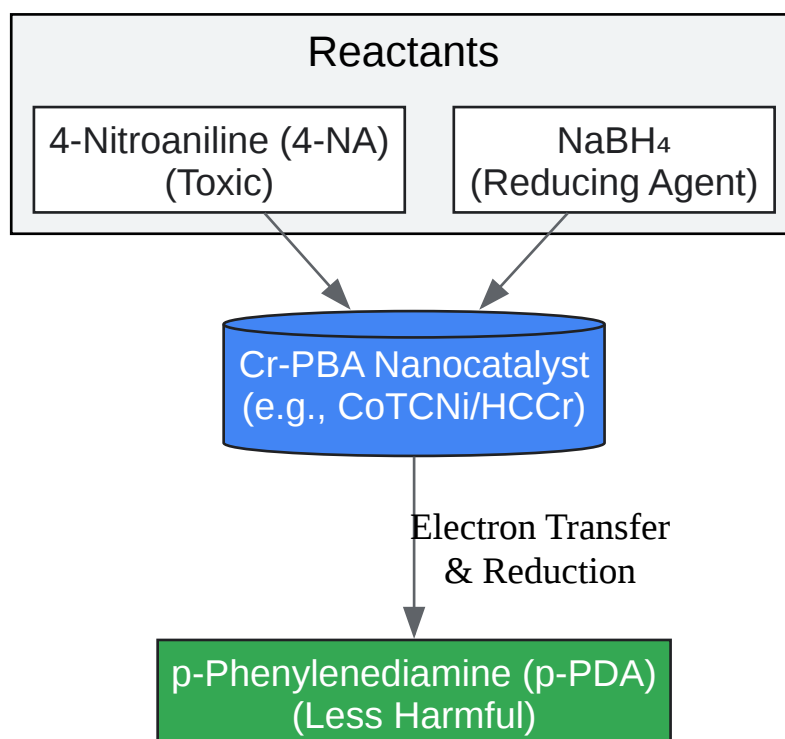 Reactants
4-Nitroaniline (4-NA)
(Toxic)
NaBH₄
(Reducing Agent)
Cr-PBA Nanocatalyst
(e.g., CoTCNi/HCCr)
Electron Transfer
& Reduction
p-Phenylenediamine (p-PDA)
(Less Harmful)